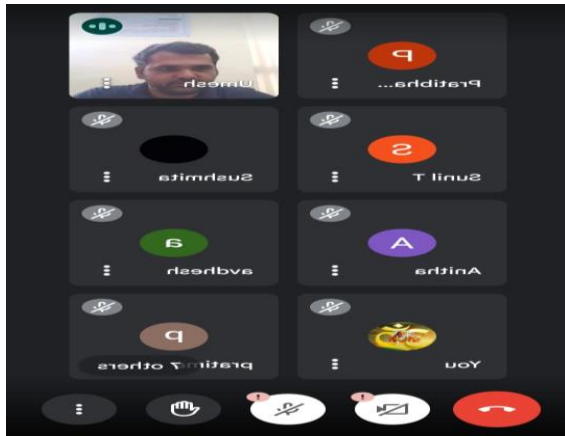 P
Pratibha...
Umesh
S
Sunil T
Sushmita
A
Anitha
a
avdhesh
You
p
7 others